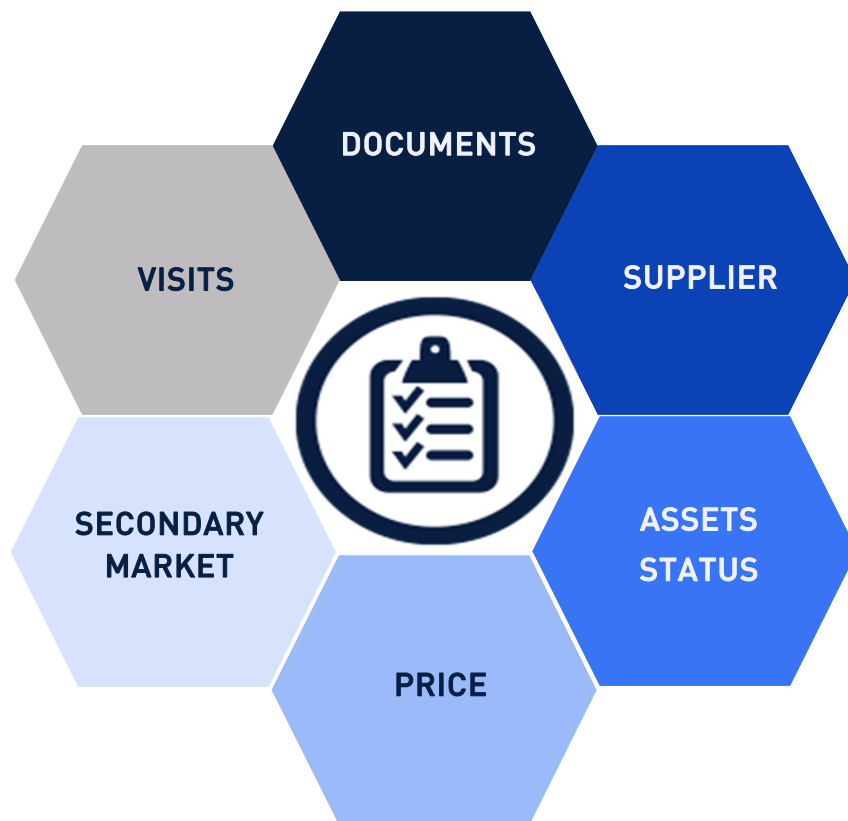 DOCUMENTS
SUPPLIER
ASSETS
STATUS
PRICE
SECONDARY
MARKET
VISITS